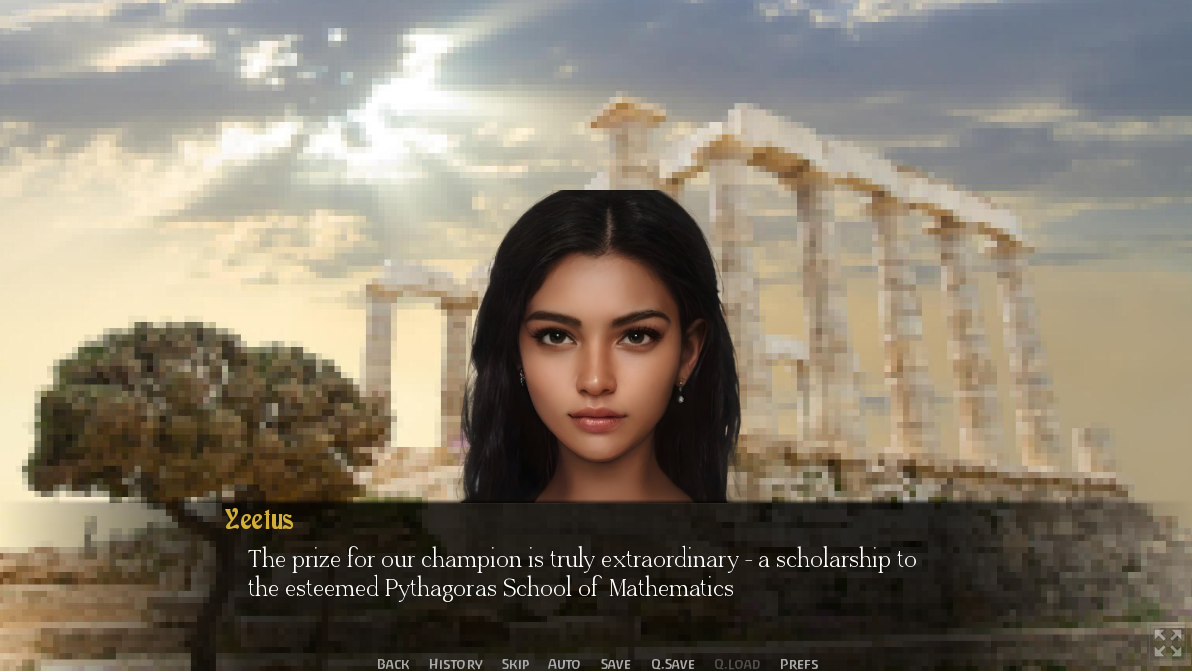 Yeetus
The prize for our champion is truly extraordinary - a scholarship to
the esteemed Pythagoras School of Mathematics
BACK HISTORY SKIP AUTO SAVE Q.SAVE Q.LOAD PREFS